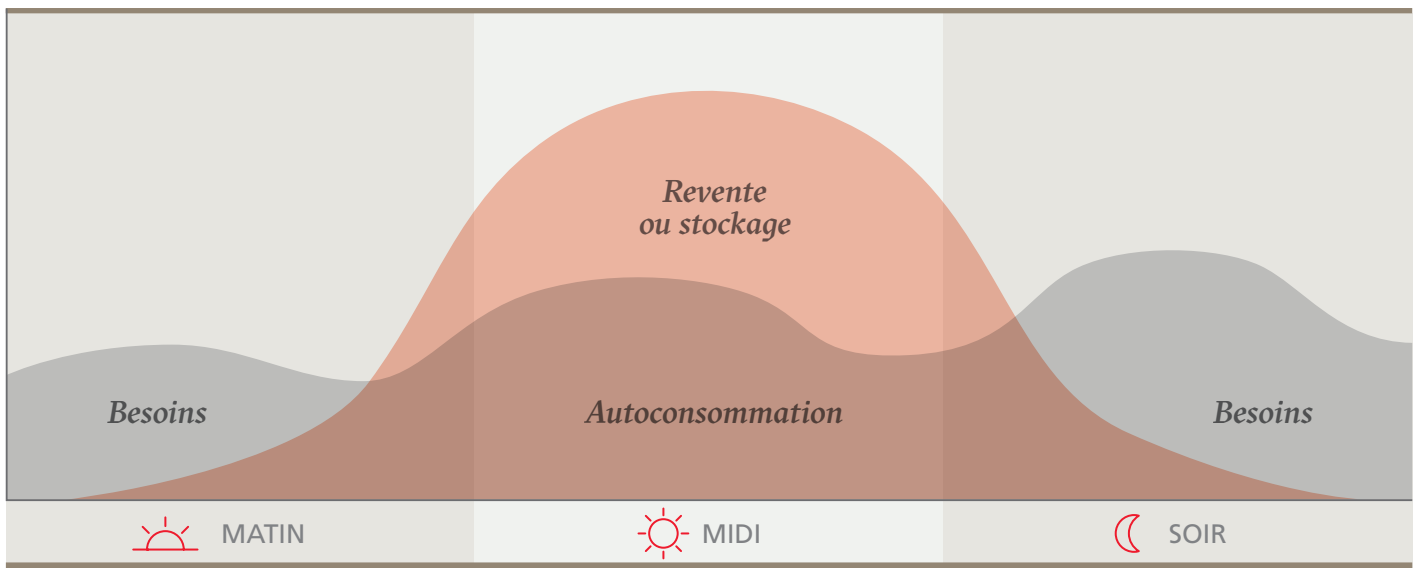 Revente
ou stockage
Besoins
Autoconsommation
Besoins
MATIN
MIDI
SOIR